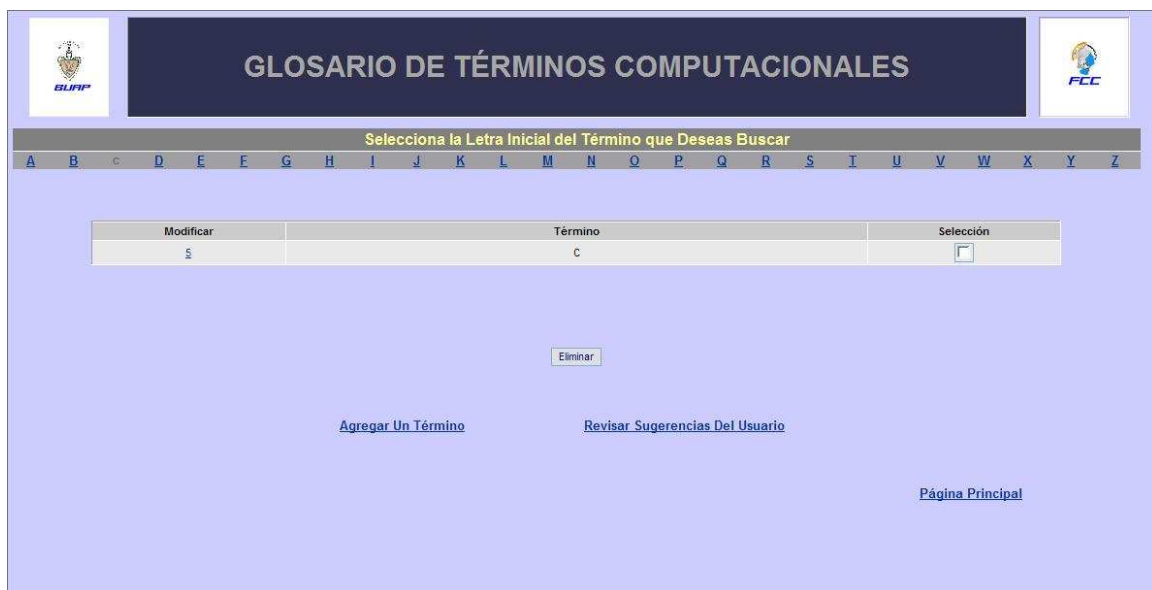 BUAP
GLOSARIO DE TÉRMINOS COMPUTACIONALES
FCC
Selecciona la Letra Inicial del Término que Deseas Buscar
A B C D E F G H I J K L M N O P Q R S T U V W X Y Z
Modificar Término Selección
5 C
Eliminar
Agregar Un Término Revisar Sugerencias Del Usuario
Página Principal